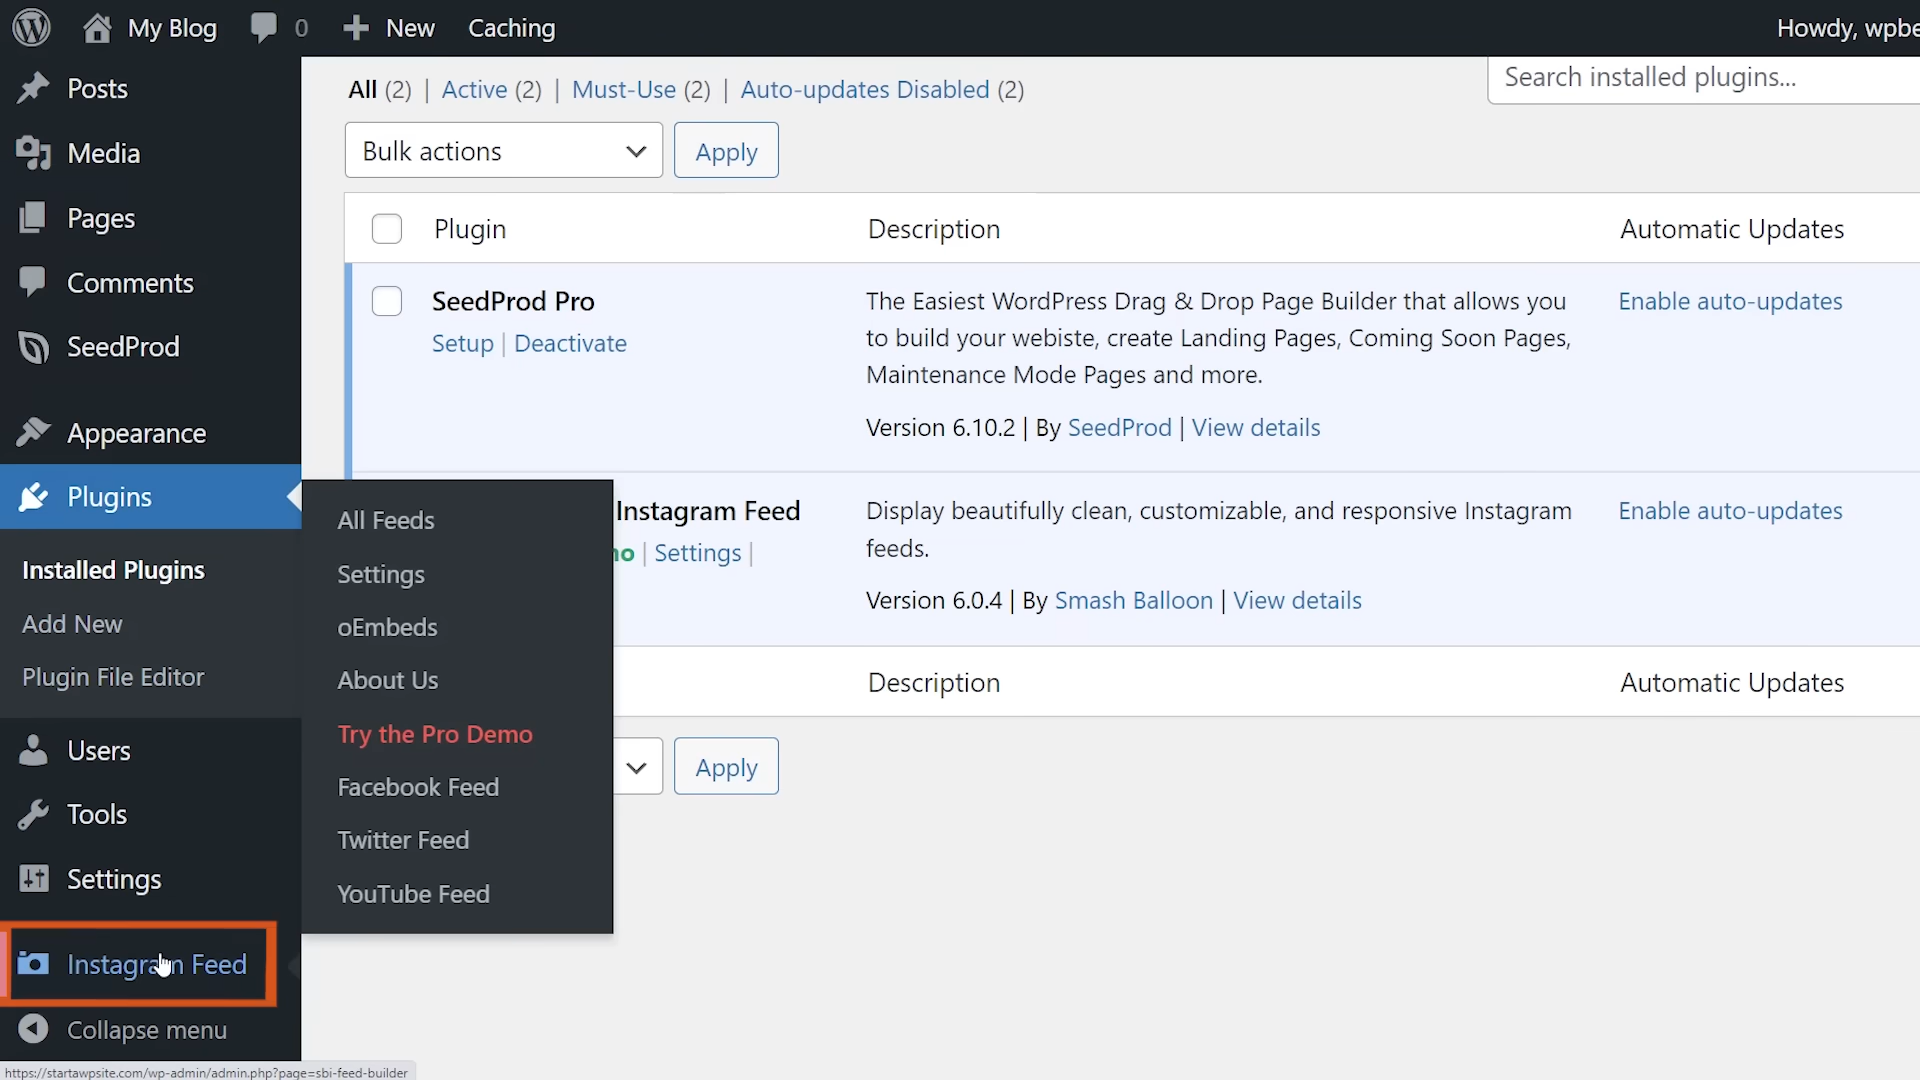 My Blog 0 New Caching Howdy, wpbe
Posts
Media
Pages
Comments
SeedProd
Appearance
Plugins
Installed Plugins
Add New
Plugin File Editor
Users
Tools
Settings
Instagram Feed
Collapse menu
All Feeds
Settings
oEmbeds
About Us
Try the Pro Demo
Facebook Feed
Twitter Feed
YouTube Feed
All (2) | Active (2) | Must-Use (2) | Auto-updates Disabled (2)
Search installed plugins...
Bulk actions Apply
Plugin Description Automatic Updates
SeedProd Pro
Setup | Deactivate
The Easiest WordPress Drag & Drop Page Builder that allows you
to build your webiste, create Landing Pages, Coming Soon Pages,
Maintenance Mode Pages and more.
Version 6.10.2 | By SeedProd | View details
Enable auto-updates
Instagram Feed
no | Settings |
Display beautifully clean, customizable, and responsive Instagram
feeds.
Version 6.0.4 | By Smash Balloon | View details
Enable auto-updates
Description Automatic Updates
Apply
https://startawpsite.com/wp-admin/admin.php?page=sbi-feed-builder